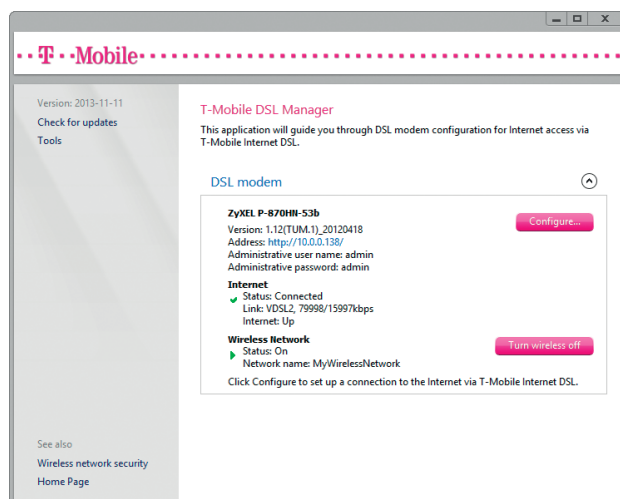 T Mobile
Version: 2013-11-11
Check for updates
Tools
T-Mobile DSL Manager
This application will guide you through DSL modem configuration for Internet access via
T-Mobile Internet DSL.
DSL modem
ZyXEL P-870HN-53b
Configure...
Version: 1.12(TUM.1)_20120418
Address: http://10.0.0.138/
Administrative user name: admin
Administrative password: admin
Internet
Status: Connected
Link: VDSL2, 79998/15997kbps
Internet: Up
Wireless Network
Turn wireless off
Status: On
Network name: MyWirelessNetwork
Click Configure to set up a connection to the Internet via T-Mobile Internet DSL.
See also
Wireless network security
Home Page